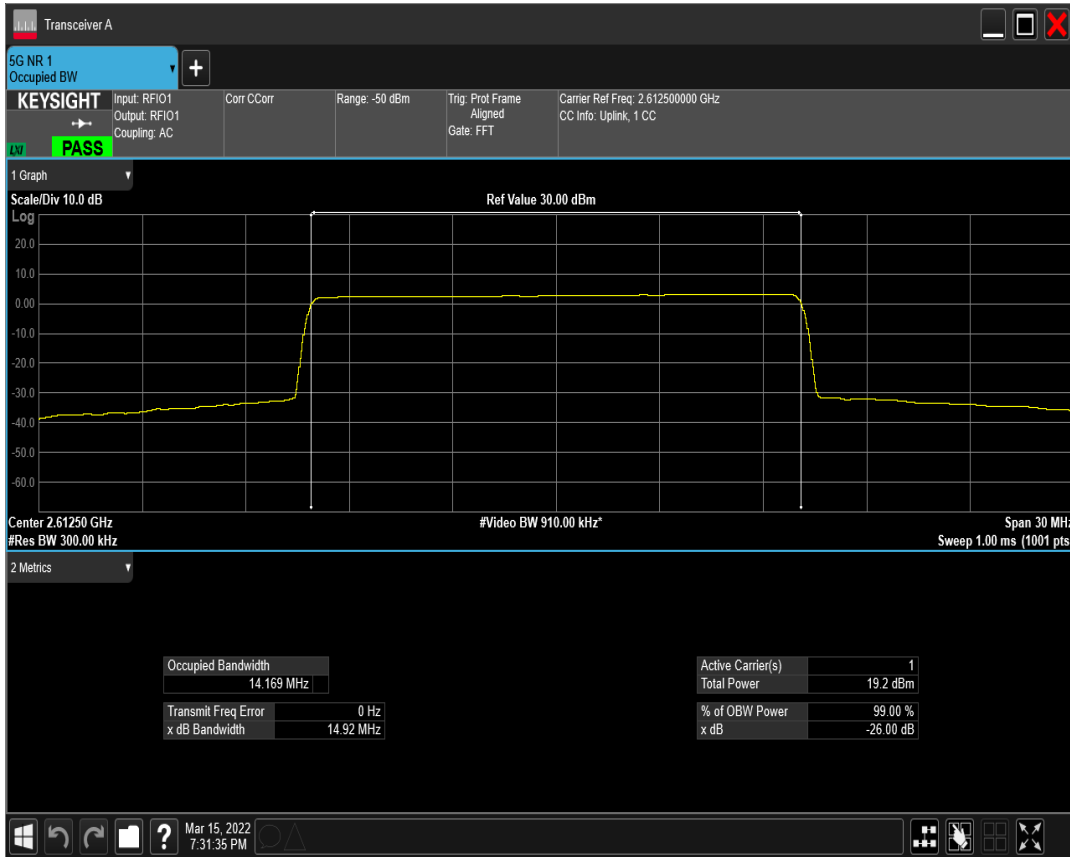 Transceiver A
5G NR 1
Occupied BW
KEYSIGHT
LXI
PASS
Input: RFIO1
Output: RFIO1
Coupling: AC
Corr CCorr
Range: -50 dBm
Trig: Prot Frame
Aligned
Gate: FFT
Carrier Ref Freq: 2.612500000 GHz
CC Info: Uplink, 1 CC
1 Graph
Scale/Div 10.0 dB
Ref Value 30.00 dBm
Log
20.0
10.0
0.00
-10.0
-20.0
-30.0
-40.0
-50.0
-60.0
Center 2.61250 GHz
#Video BW 910.00 kHz*
Span 30 MHz
#Res BW 300.00 kHz
Sweep 1.00 ms (1001 pts
2 Metrics
Occupied Bandwidth
14.169 MHz
Transmit Freq Error 0 Hz
x dB Bandwidth 14.92 MHz
Active Carrier(s) 1
Total Power 19.2 dBm
% of OBW Power 99.00 %
x dB -26.00 dB
?
Mar 15, 2022
7:31:35 PM